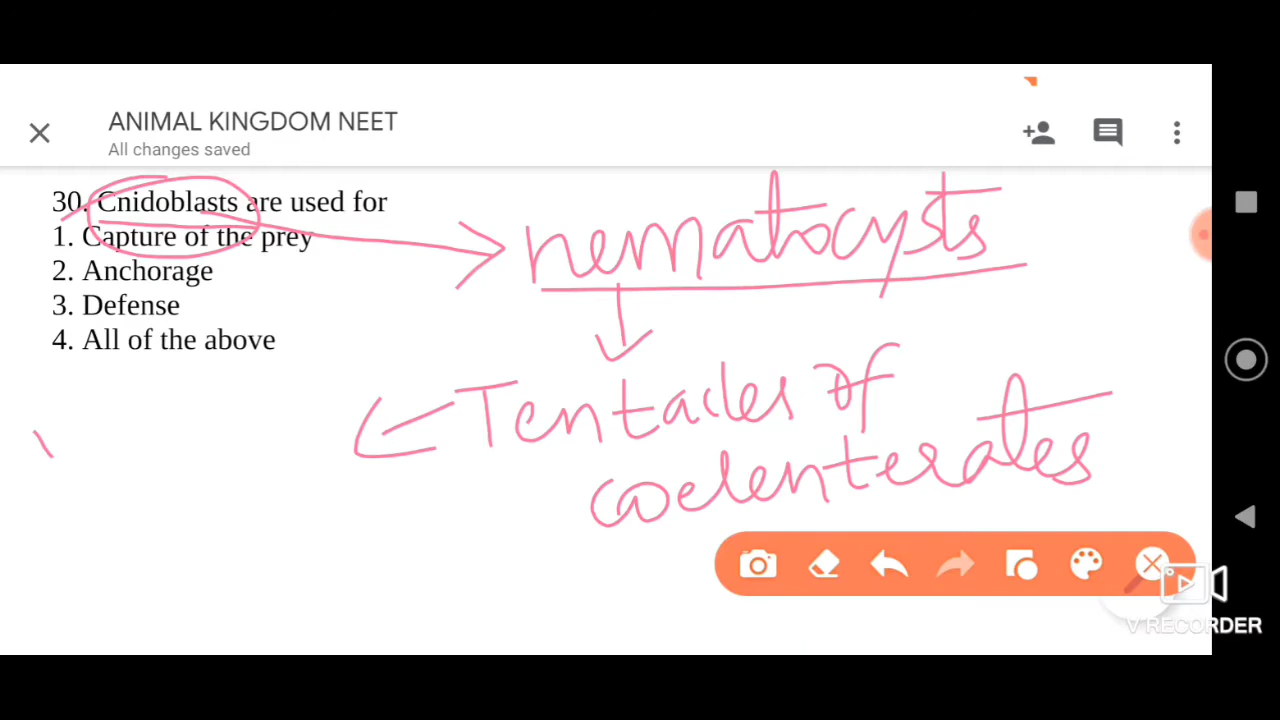 ANIMAL KINGDOM NEET
All changes saved
30. Cnidoblasts are used for
1. Capture of the prey
2. Anchorage
3. Defense
4. All of the above
nematocysts
Tentacles of
coelenterates
V RECORDER